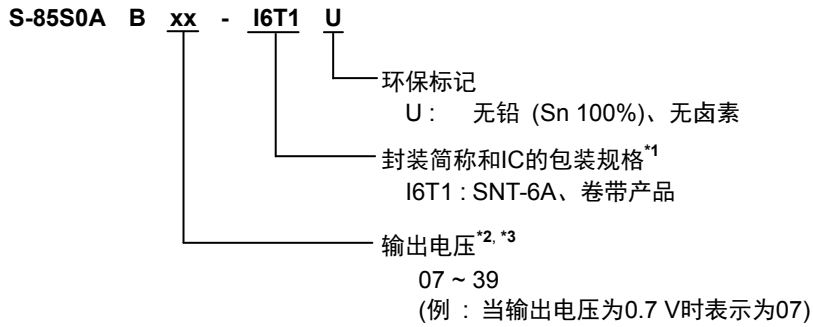 S-85S0A B xx - I6T1 U
环保标记
U : 无铅 (Sn 100%)、无卤素
封装简称和IC的包装规格*1
I6T1 : SNT-6A、卷带产品
输出电压*2, *3
07 ~ 39
(例 : 当输出电压为0.7 V时表示为07)